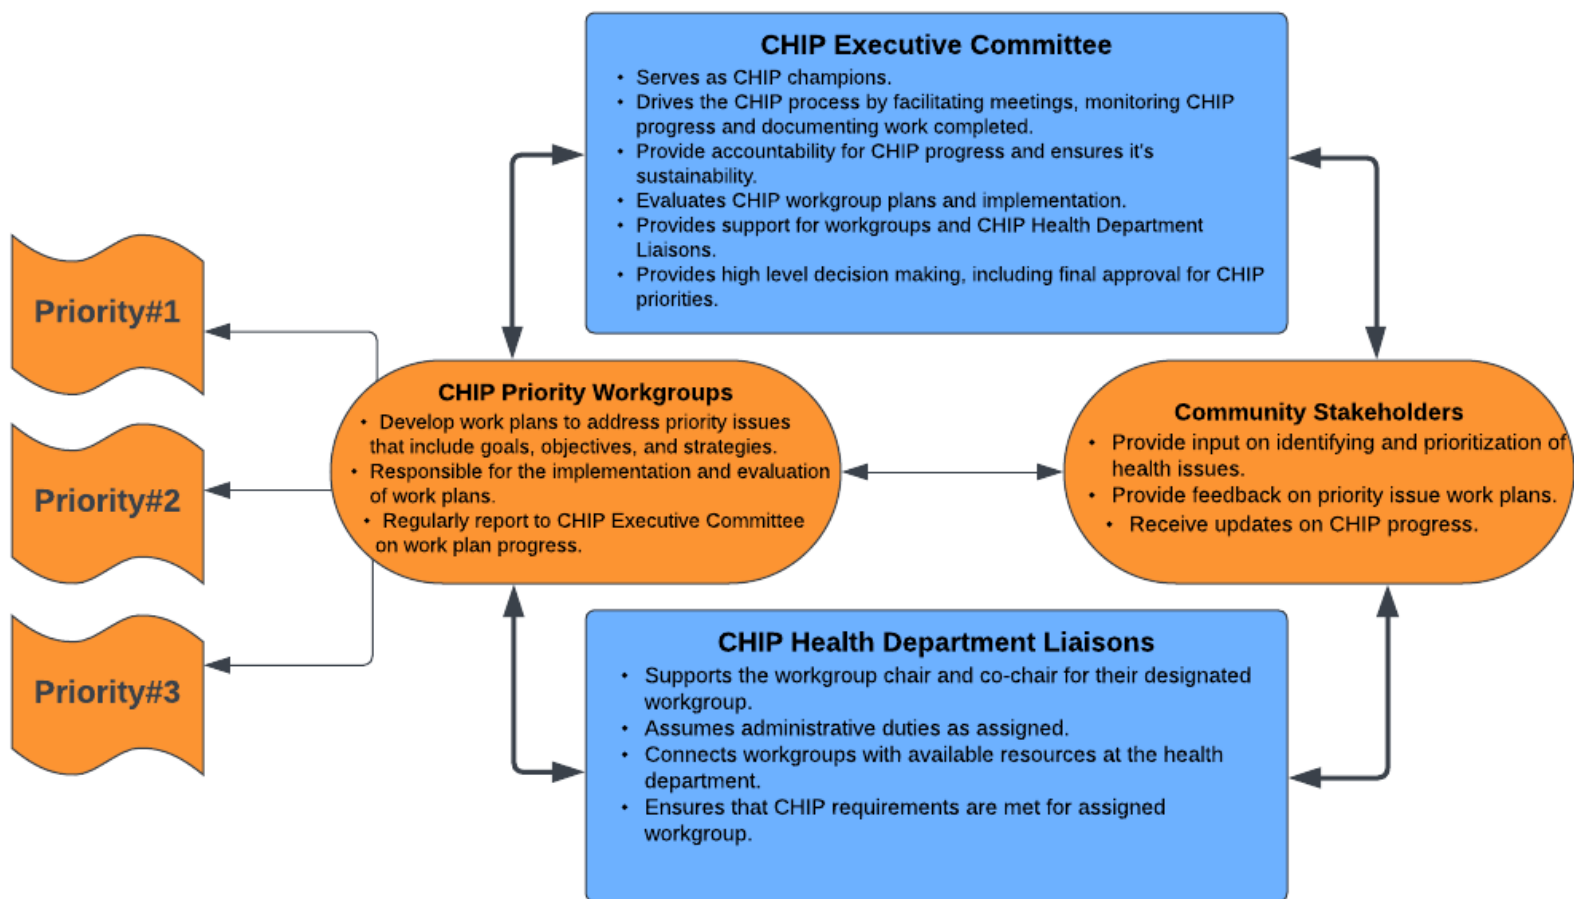 CHIP Executive Committee
• Serves as CHIP champions.
• Drives the CHIP process by facilitating meetings, monitoring CHIP
progress and documenting work completed.
• Provide accountability for CHIP progress and ensures it's
sustainability.
• Evaluates CHIP workgroup plans and implementation.
• Provides support for workgroups and CHIP Health Department
Liaisons.
• Provides high level decision making, including final approval for CHIP
priorities.
Priority#1
Priority#2
Priority#3
CHIP Priority Workgroups
• Develop work plans to address priority issues
that include goals, objectives, and strategies.
• Responsible for the implementation and evaluation
of work plans.
• Regularly report to CHIP Executive Committee
on work plan progress.
Community Stakeholders
• Provide input on identifying and prioritization of
health issues.
• Provide feedback on priority issue work plans.
• Receive updates on CHIP progress.
CHIP Health Department Liaisons
• Supports the workgroup chair and co-chair for their designated
workgroup.
• Assumes administrative duties as assigned.
• Connects workgroups with available resources at the health
department.
• Ensures that CHIP requirements are met for assigned
workgroup.